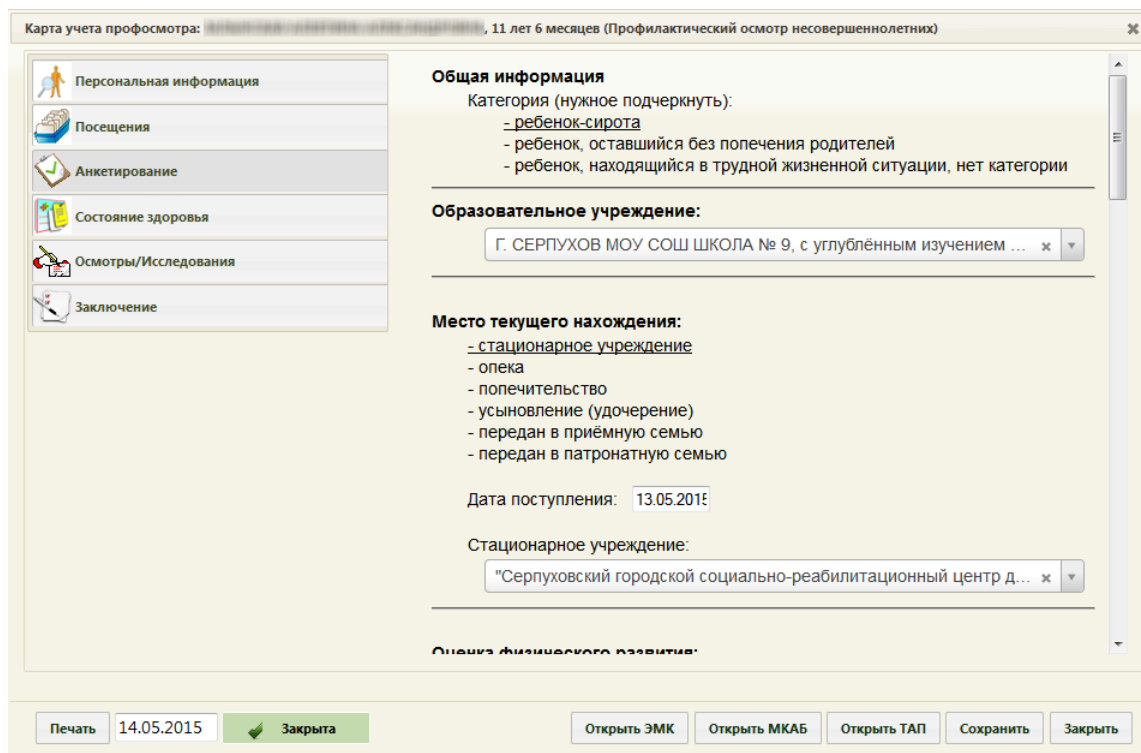 Карта учета профосмотра: , 11 лет 6 месяцев (Профилактический осмотр несовершеннолетних)
Персональная информация
Посещения
Анкетирование
Состояние здоровья
Осмотры/Исследования
Заключение
Общая информация
Категория (нужное подчеркнуть):
- ребенок-сирота
- ребенок, оставшийся без попечения родителей
- ребенок, находящийся в трудной жизненной ситуации, нет категории
Образовательное учреждение:
Г. СЕРПУХОВ МОУ СОШ ШКОЛА № 9, с углублённым изучением ...
Место текущего нахождения:
- стационарное учреждение
- опека
- попечительство
- усыновление (удочерение)
- передан в приёмную семью
- передан в патронатную семью
Дата поступления: 13.05.2015
Стационарное учреждение:
"Серпуховский городской социально-реабилитационный центр д...
Оценка физического развития:
Печать 14.05.2015 Закрыта Открыть ЭМК Открыть МКАБ Открыть ТАП Сохранить Закрыть